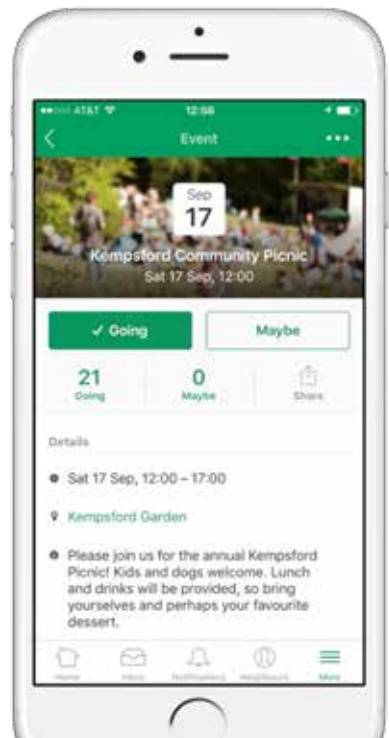 AT&T 12:56
Event
Sep
17
Kempsford Community Picnic
Sat 17 Sep, 12:00
✓ Going Maybe
21 0
Going Maybe Share
Details
Sat 17 Sep, 12:00 – 17:00
Kempsford Garden
Please join us for the annual Kempsford
Picnic! Kids and dogs welcome. Lunch
and drinks will be provided, so bring
yourselves and perhaps your favourite
dessert.
Home Inbox Notifications Neighbours More